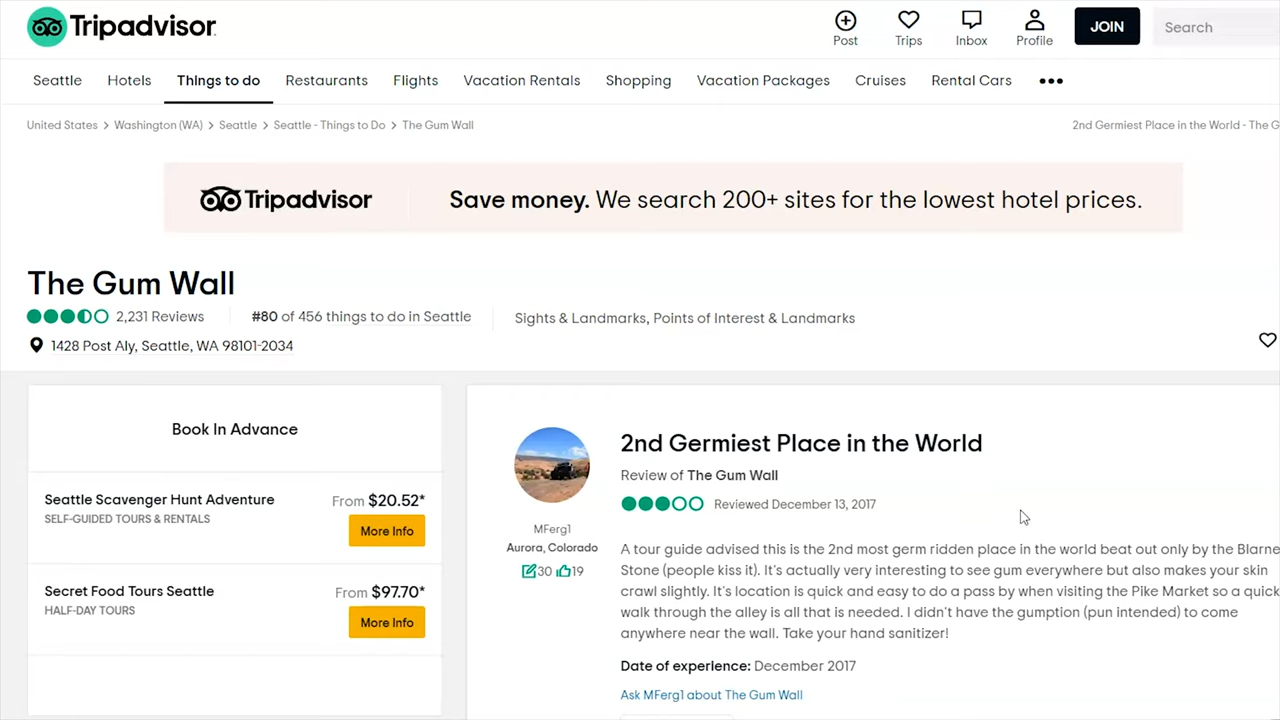 Tripadvisor
Post
Trips
Inbox
Profile
JOIN
Search
Seattle Hotels Things to do Restaurants Flights Vacation Rentals Shopping Vacation Packages Cruises Rental Cars •••
United States > Washington (WA) > Seattle > Seattle - Things to Do > The Gum Wall
2nd Germiest Place in the World - The G
Tripadvisor
Save money. We search 200+ sites for the lowest hotel prices.
The Gum Wall
2,231 Reviews
#80 of 456 things to do in Seattle
Sights & Landmarks, Points of Interest & Landmarks
1428 Post Aly, Seattle, WA 98101-2034
Book In Advance
Seattle Scavenger Hunt Adventure
From $20.52*
SELF-GUIDED TOURS & RENTALS
More Info
Secret Food Tours Seattle
From $97.70*
HALF-DAY TOURS
More Info
MFerg1
Aurora, Colorado
30 19
2nd Germiest Place in the World
Review of The Gum Wall
Reviewed December 13, 2017
A tour guide advised this is the 2nd most germ ridden place in the world beat out only by the Blarne
Stone (people kiss it). It's actually very interesting to see gum everywhere but also makes your skin
crawl slightly. It's location is quick and easy to do a pass by when visiting the Pike Market so a quick
walk through the alley is all that is needed. I didn't have the gumption (pun intended) to come
anywhere near the wall. Take your hand sanitizer!
Date of experience: December 2017
Ask MFerg1 about The Gum Wall